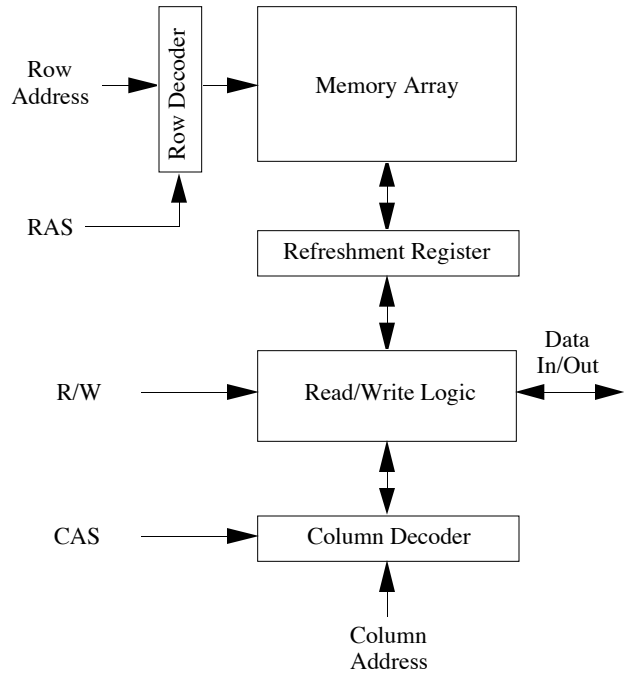 Row
Address
Row Decoder
Memory Array
RAS
Refreshment Register
Data
In/Out
R/W
Read/Write Logic
CAS
Column Decoder
Column
Address